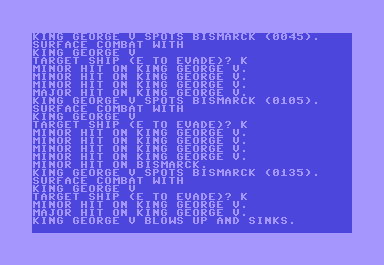 KING GEORGE V SPOTS BISMARCK (0045).
SURFACE COMBAT WITH
KING GEORGE V
TARGET SHIP (E TO EVADE)? K
MINOR HIT ON KING GEORGE V.
MINOR HIT ON KING GEORGE V.
MINOR HIT ON KING GEORGE V.
MAJOR HIT ON KING GEORGE V.
KING GEORGE V SPOTS BISMARCK (0105).
SURFACE COMBAT WITH
KING GEORGE V
TARGET SHIP (E TO EVADE)? K
MINOR HIT ON KING GEORGE V.
MINOR HIT ON KING GEORGE V.
MINOR HIT ON KING GEORGE V.
MINOR HIT ON KING GEORGE V.
MINOR HIT ON BISMARCK.
KING GEORGE V SPOTS BISMARCK (0135).
SURFACE COMBAT WITH
KING GEORGE V
TARGET SHIP (E TO EVADE)? K
MINOR HIT ON KING GEORGE V.
MAJOR HIT ON KING GEORGE V.
KING GEORGE V BLOWS UP AND SINKS.